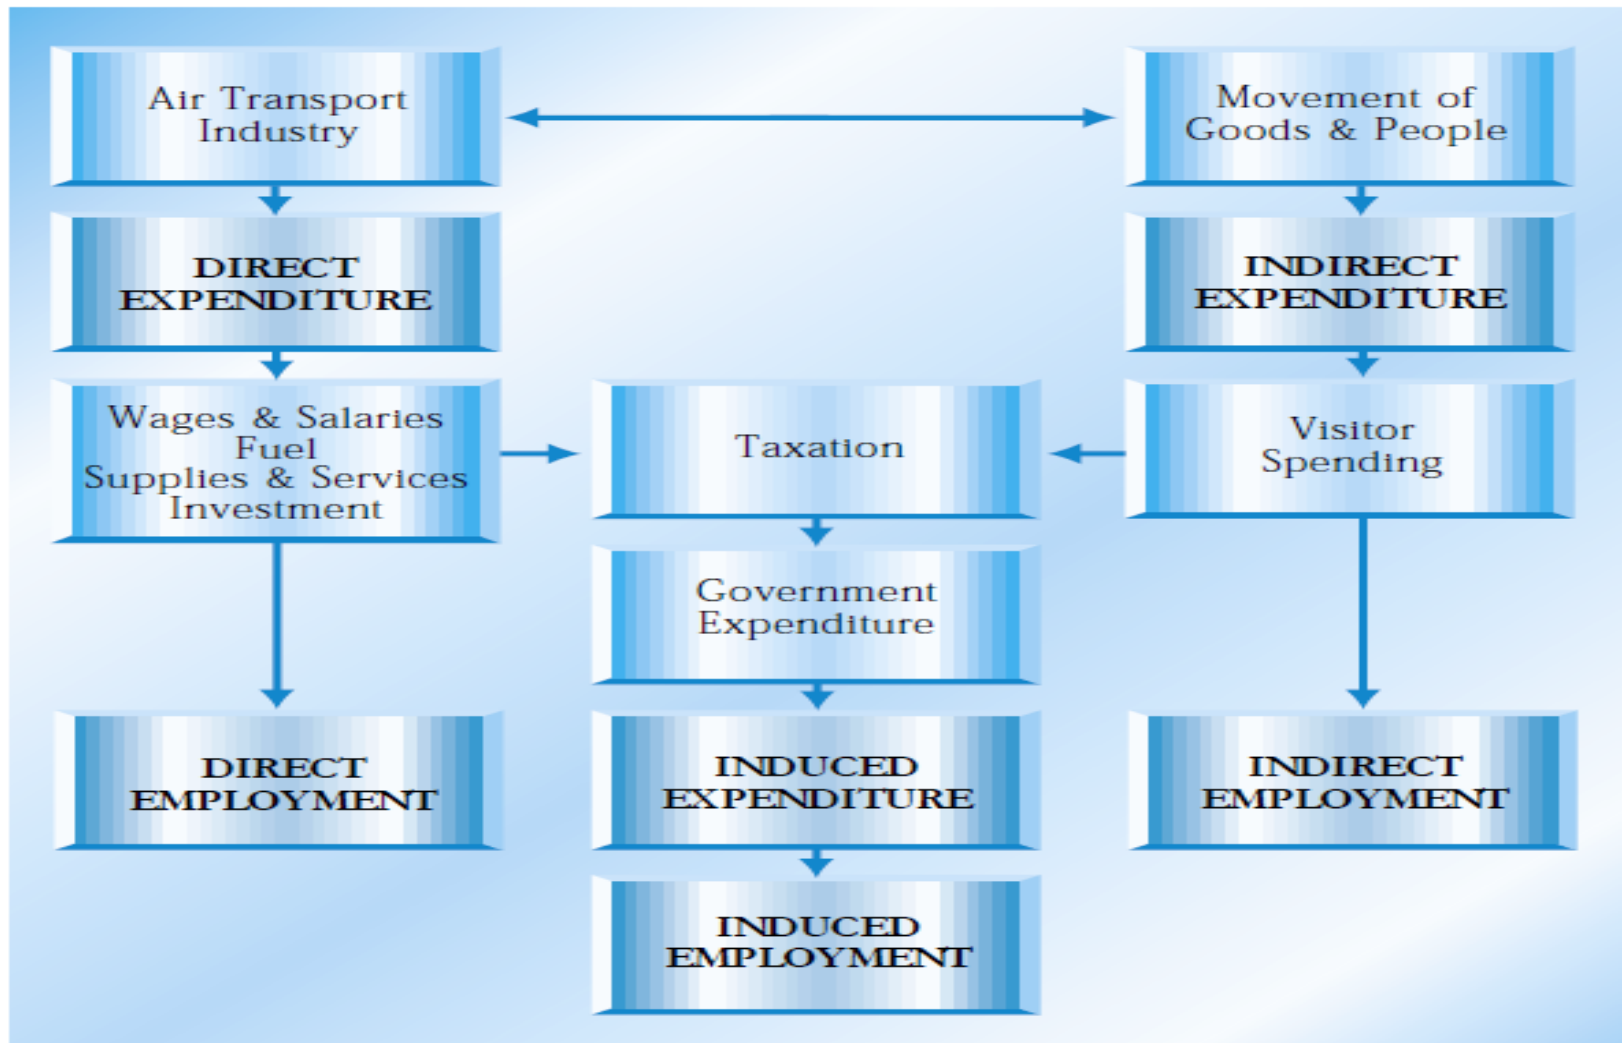 Air Transport
Industry
Movement of
Goods & People
DIRECT
EXPENDITURE
INDIRECT
EXPENDITURE
Wages & Salaries
Fuel
Supplies & Services
Investment
Taxation
Visitor
Spending
Government
Expenditure
DIRECT
EMPLOYMENT
INDUCED
EXPENDITURE
INDIRECT
EMPLOYMENT
INDUCED
EMPLOYMENT